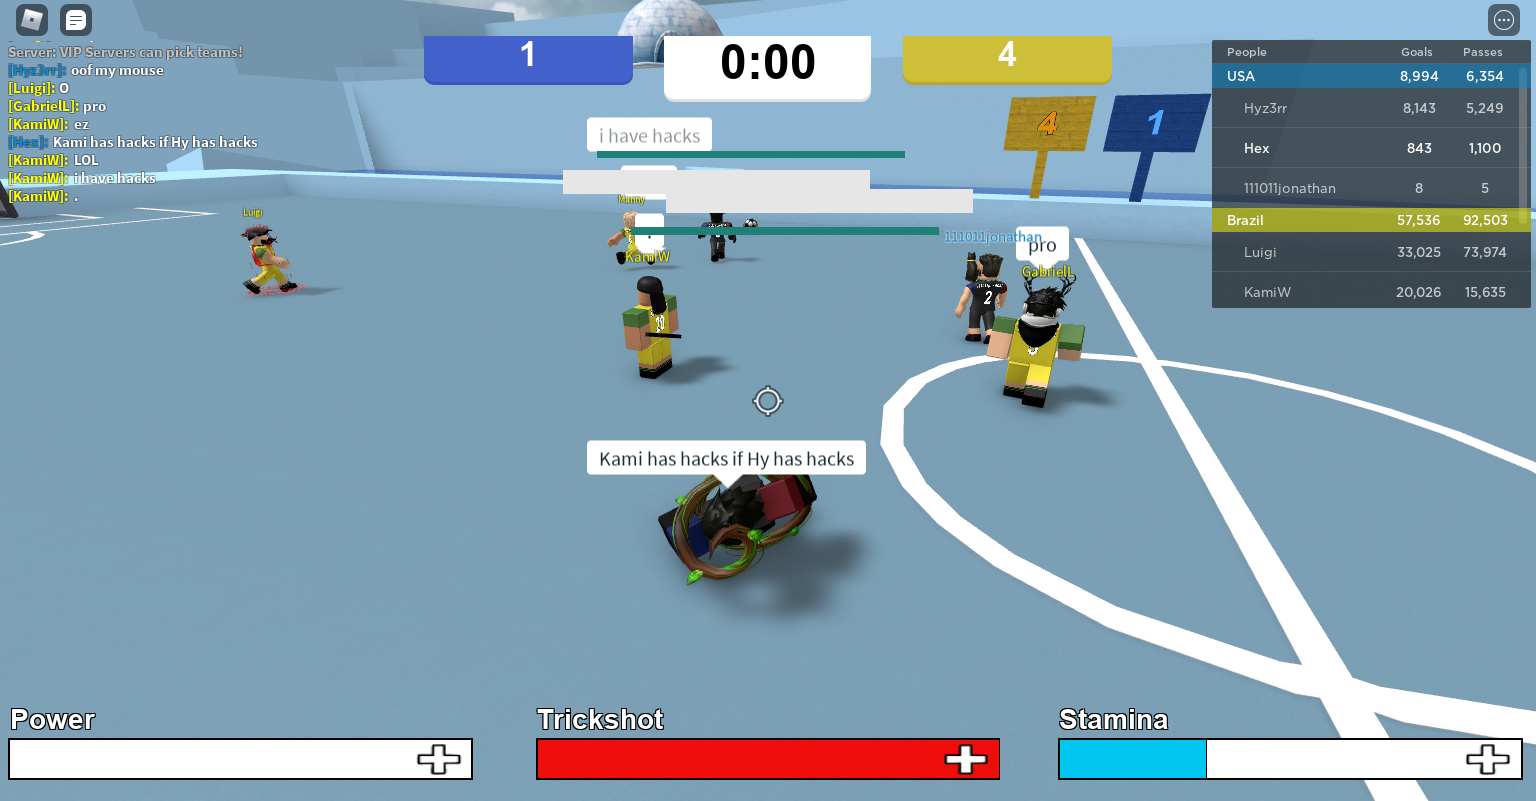 Server: VIP Servers can pick teams!
[Hyz3rr]: oof my mouse
[Luigi]: O
[GabrielL]: pro
[KamiW]: ez
[Hex]: Kami has hacks if Hy has hacks
[KamiW]: LOL
[KamiW]: i have hacks
[KamiW]: .
1
0:00
4
4
1
People Goals Passes
USA 8,994 6,354
Hyz3rr 8,143 5,249
Hex 843 1,100
111011jonathan 8 5
Brazil 57,536 92,503
Luigi 33,025 73,974
KamiW 20,026 15,635
i have hacks
Manny
Luigi
.
KamiW
111011jonathan
pro
GabrielL
2
Kami has hacks if Hy has hacks
Power
Trickshot
Stamina